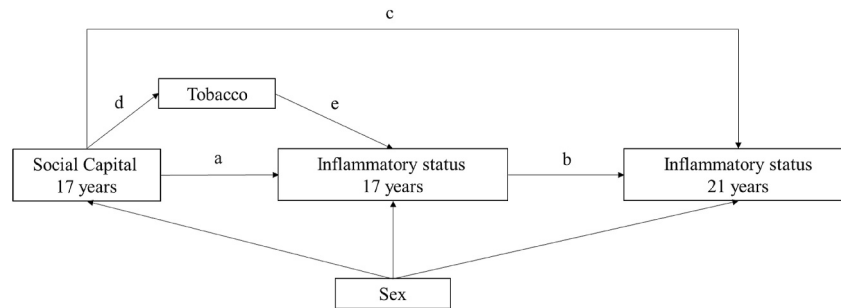 c
d
Tobacco
e
Social Capital
17 years
a
Inflammatory status
17 years
b
Inflammatory status
21 years
Sex